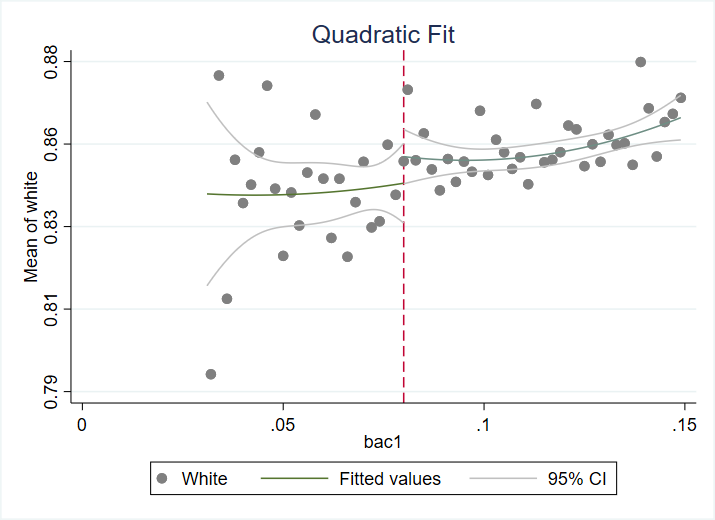 Quadratic Fit
Mean of white
0.88
0.86
0.83
0.81
0.79
0
.05
.1
.15
bac1
White
Fitted values
95% CI